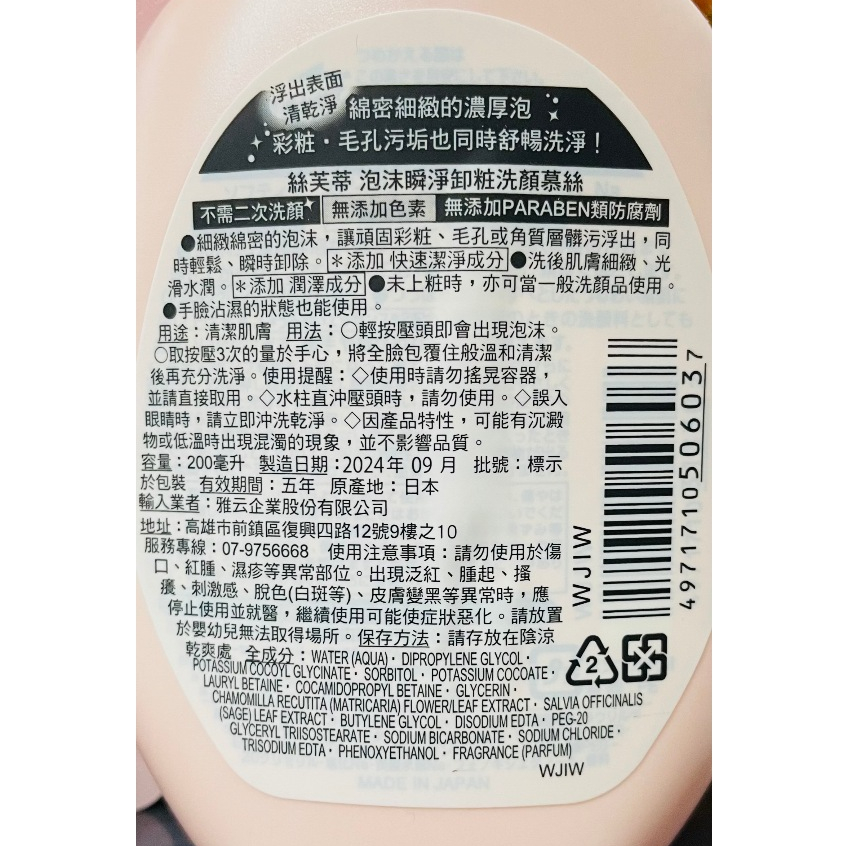 浮出表面
清乾淨 綿密細緻的濃厚泡
彩粧・毛孔污垢也同時舒暢洗淨！
絲芙蒂 泡沫瞬淨卸粧洗顏慕絲
不需二次洗顏 無添加色素 無添加PARABEN類防腐劑
●細緻綿密的泡沫，讓頑固彩粧、毛孔或角質層髒污浮出，同
時輕鬆、瞬時卸除。＊添加 快速潔淨成分 ●洗後肌膚細緻、光
滑水潤。＊添加 潤澤成分 ●未上粧時，亦可當一般洗顏品使用。
●手臉沾濕的狀態也能使用。
用途：清潔肌膚 用法：○輕按壓頭即會出現泡沫。
○取按壓3次的量於手心，將全臉包覆住般溫和清潔
後再充分洗淨。使用提醒：◇使用時請勿搖晃容器，
並請直接取用。◇水柱直沖壓頭時，請勿使用。◇誤入
眼睛時，請立即沖洗乾淨。◇因產品特性，可能有沉澱
物或低溫時出現混濁的現象，並不影響品質。
容量：200毫升 製造日期：2024年 09 月 批號：標示
於包裝 有效期間：五年 原產地：日本
輸入業者：雅云企業股份有限公司
地址：高雄市前鎮區復興四路12號9樓之10
服務專線：07-9756668 使用注意事項：請勿使用於傷
口、紅腫、濕疹等異常部位。出現泛紅、腫起、搔
癢、刺激感、脫色(白斑等)、皮膚變黑等異常時，應
停止使用並就醫，繼續使用可能使症狀惡化。請放置
於嬰幼兒無法取得場所。保存方法：請存放在陰涼
乾爽處 全成分：WATER (AQUA)・DIPROPYLENE GLYCOL・
POTASSIUM COCOYL GLYCINATE・SORBITOL・POTASSIUM COCOATE・
LAURYL BETAINE・COCAMIDOPROPYL BETAINE・GLYCERIN・
CHAMOMILLA RECUTITA (MATRICARIA) FLOWER/LEAF EXTRACT・SALVIA OFFICINALIS
(SAGE) LEAF EXTRACT・BUTYLENE GLYCOL・DISODIUM EDTA・PEG-20
GLYCERYL TRIISOSTEARATE・SODIUM BICARBONATE・SODIUM CHLORIDE・
TRISODIUM EDTA・PHENOXYETHANOL・FRAGRANCE (PARFUM)
WJIW
WJIW
4971710506037
2
MADE IN JAPAN